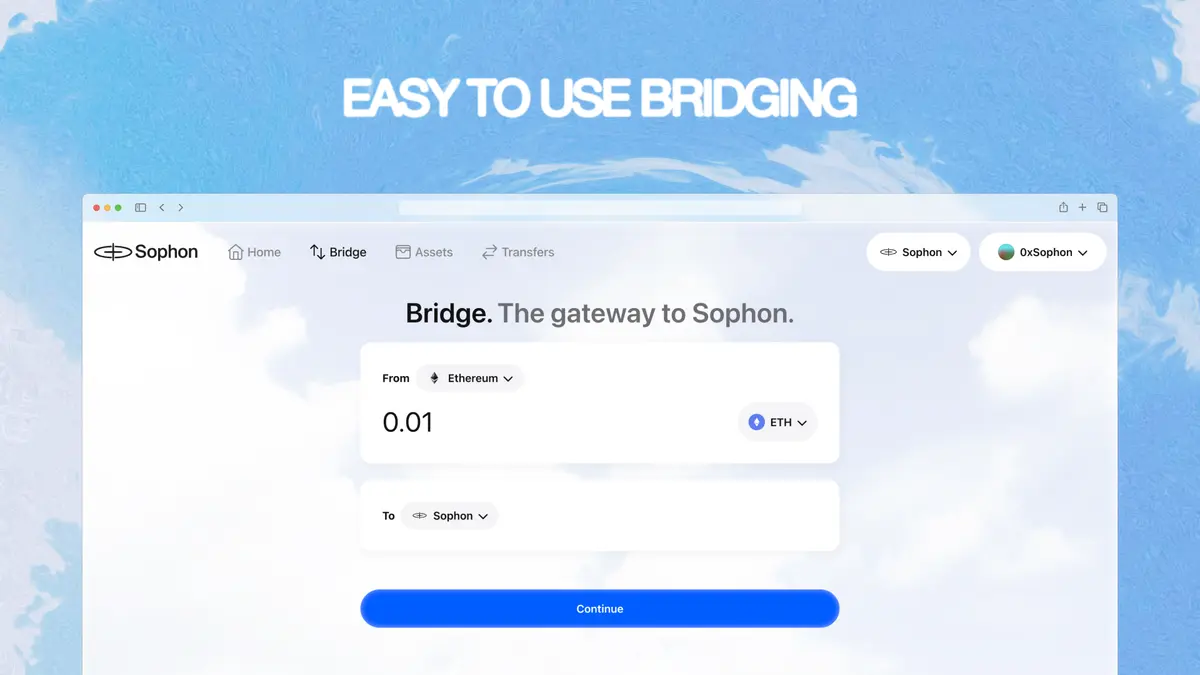 EASY TO USE BRIDGING
Sophon Home Bridge Assets Transfers Sophon 0xSophon
Bridge. The gateway to Sophon.
From Ethereum
0.01 ETH
To Sophon
Continue